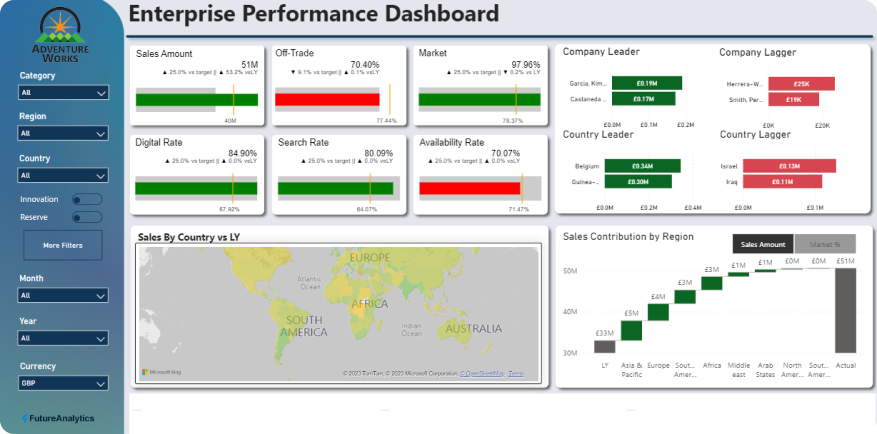 Enterprise Performance Dashboard
ADVENTURE
WORKS
Category
All
Region
All
Country
All
Innovation
Reserve
More Filters
Month
All
Year
All
Currency
GBP
FutureAnalytics
Sales Amount
51M
▲ 25.0% vs target || ▲ 53.2% vsLY
40M
Off-Trade
70.40%
▼ 9.1% vs target || ▲ 0.1% vsLY
77.44%
Market
97.96%
▲ 25.0% vs target || ▼ 0.2% vsLY
78.37%
Digital Rate
84.90%
▲ 25.0% vs target || ▲ 0.0% vsLY
67.92%
Search Rate
80.09%
▲ 25.0% vs target || ▲ 0.0% vsLY
64.07%
Availability Rate
70.07%
▲ 25.0% vs target || ▲ 0.0% vsLY
71.47%
Company Leader
Garcia, Kim...
£0.19M
Castaneda ...
£0.17M
£0.0M £0.1M £0.2M
Company Lagger
Herrera-W...
£25K
Smith, Par...
£19K
£0K £20K
Country Leader
Belgium
£0.34M
Guinea-...
£0.30M
£0.0M £0.2M £0.4M
Country Lagger
Israel
£0.13M
Iraq
£0.11M
£0.0M £0.1M
Sales By Country vs LY
EUROPE
Atlantic
Ocean
AFRICA
SOUTH
AMERICA
Indian
Ocean
AUSTRALIA
Microsoft Map
© 2023 TomTom, © 2023 Microsoft Corporation, © OpenStreetMap Terms
Sales Contribution by Region
Sales Amount
Market %
50M
40M
30M
£33M £5M £4M £3M £3M £1M £1M £0M £0M £51M
LY
Asia &
Pacific
Europe
Sout...
Amer...
Africa
Middle
east
Arab
States
North
Amer...
Sout...
Amer...
Actual